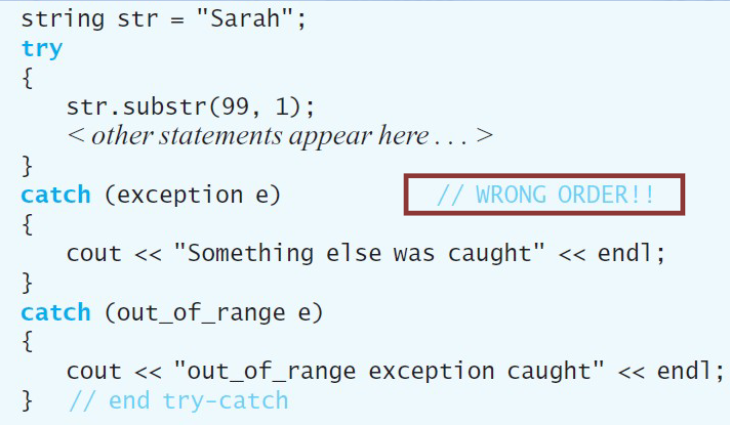 string str = "Sarah";
try
{
str.substr(99, 1);
< other statements appear here . . . >
}
catch (exception e) // WRONG ORDER!!
{
cout << "Something else was caught" << endl;
}
catch (out_of_range e)
{
cout << "out_of_range exception caught" << endl;
} // end try-catch